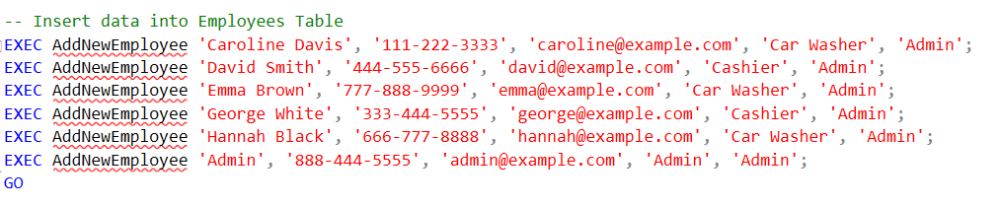 -- Insert data into Employees Table
EXEC AddNewEmployee 'Caroline Davis', '111-222-3333', 'caroline@example.com', 'Car Washer', 'Admin';
EXEC AddNewEmployee 'David Smith', '444-555-6666', 'david@example.com', 'Cashier', 'Admin';
EXEC AddNewEmployee 'Emma Brown', '777-888-9999', 'emma@example.com', 'Car Washer', 'Admin';
EXEC AddNewEmployee 'George White', '333-444-5555', 'george@example.com', 'Cashier', 'Admin';
EXEC AddNewEmployee 'Hannah Black', '666-777-8888', 'hannah@example.com', 'Car Washer', 'Admin';
EXEC AddNewEmployee 'Admin', '888-444-5555', 'admin@example.com', 'Admin', 'Admin';
GO